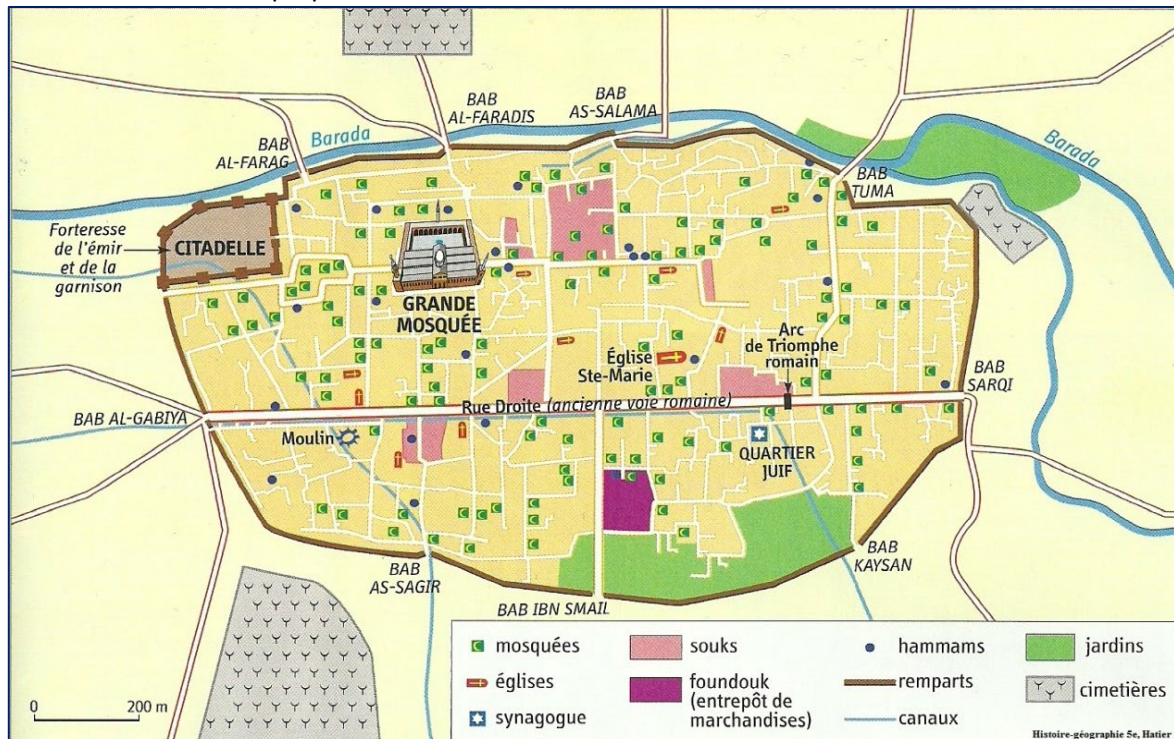 BAB
AL-FARADIS
BAB
AS-SALAMA
Barada
BAB
AL-FARAG
Barada
BAB
TUMA
Forteresse
de l'émir
et de la
garnison
CITADELLE
GRANDE
MOSQUÉE
Arc
de Triomphe
romain
Église
Ste-Marie
BAB
SARQI
Rue Droite (ancienne voie romaine)
BAB AL-GABIYA
Moulin
QUARTIER
JUIF
BAB
KAYSAN
BAB
AS-SAGIR
BAB IBN SMAIL
mosquées
souks
hammams
jardins
églises
foundouk
(entrepôt de
marchandises)
remparts
cimetières
synagogue
canaux
0
200 m
Histoire-géographie 5e, Hatier